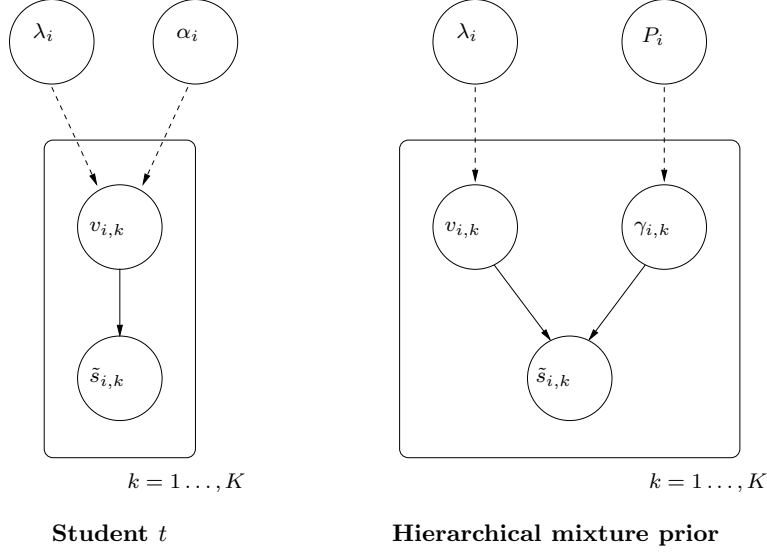 λ_i α_i λ_i P_i
v_{i,k} v_{i,k} γ_{i,k}
s̃_{i,k} s̃_{i,k}
k = 1 . . . , K k = 1 . . . , K
Student t Hierarchical mixture prior